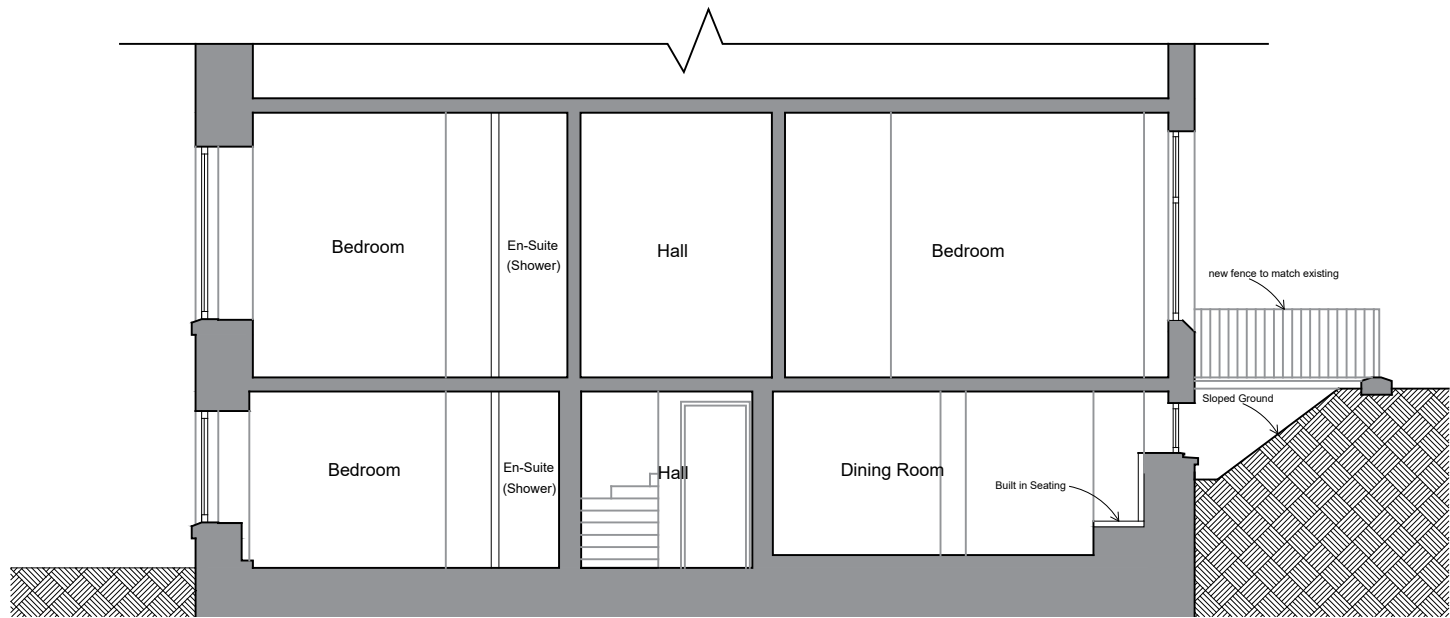 Bedroom
En-Suite
(Shower)
Hall
Bedroom
new fence to match existing
Sloped Ground
Bedroom
En-Suite
(Shower)
Hall
Dining Room
Built in Seating